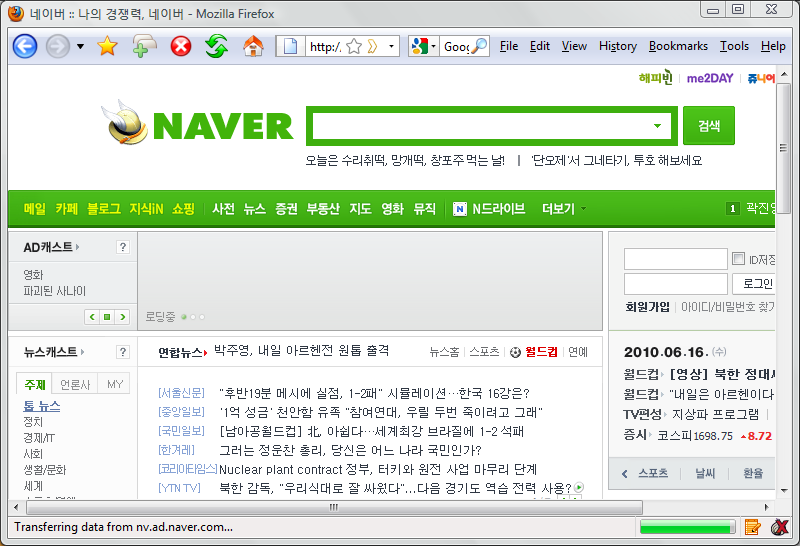 네이버 :: 나의 경쟁력, 네이버 - Mozilla Firefox
http:/ Goo File Edit View History Bookmarks Tools Help
해피빈 me2DAY 쥬니어
NAVER 검색
오늘은 수리취떡, 망개떡, 창포주 먹는 날! | '단오제'서 그네타기, 투호 해보세요
메일 카페 블로그 지식iN 쇼핑 사전 뉴스 증권 부동산 지도 영화 뮤직 N N드라이브 더보기 1 곽진영
AD캐스트 ?
영화
파괴된 사나이
로딩중
ID저장
로그인
회원가입 | 아이디/비밀번호 찾기
뉴스캐스트 ?
연합뉴스 박주영, 내일 아르헨전 원톱 출격 뉴스홈 | 스포츠 | 월드컵 | 연예
주제 언론사 MY
톱 뉴스
정치
경제/IT
사회
생활/문화
세계
[서울신문] "후반19분 메시에 실점, 1-2패" 시뮬레이션…한국 16강은?
[중앙일보] '1억 성금' 천안함 유족 "참여연대, 우릴 두번 죽이려고 그래"
[국민일보] [남아공월드컵] 北, 아쉽다…세계최강 브라질에 1-2 석패
[한겨레] 그러는 정운찬 총리, 당신은 어느 나라 국민인가?
[코리아타임스] Nuclear plant contract 정부, 터키와 원전 사업 마무리 단계
[YTN TV] 북한 감독, "우리식대로 잘 싸웠다"...다음 경기도 역습 전력 사용?
2010.06.16. (수)
월드컵 [영상] 북한 정대세
월드컵 "내일은 아르헨이다
TV편성 지상파 프로그램 |
증시 코스피 1698.75 ▲8.72
스포츠 | 날씨 | 환율
Transferring data from nv.ad.naver.com...